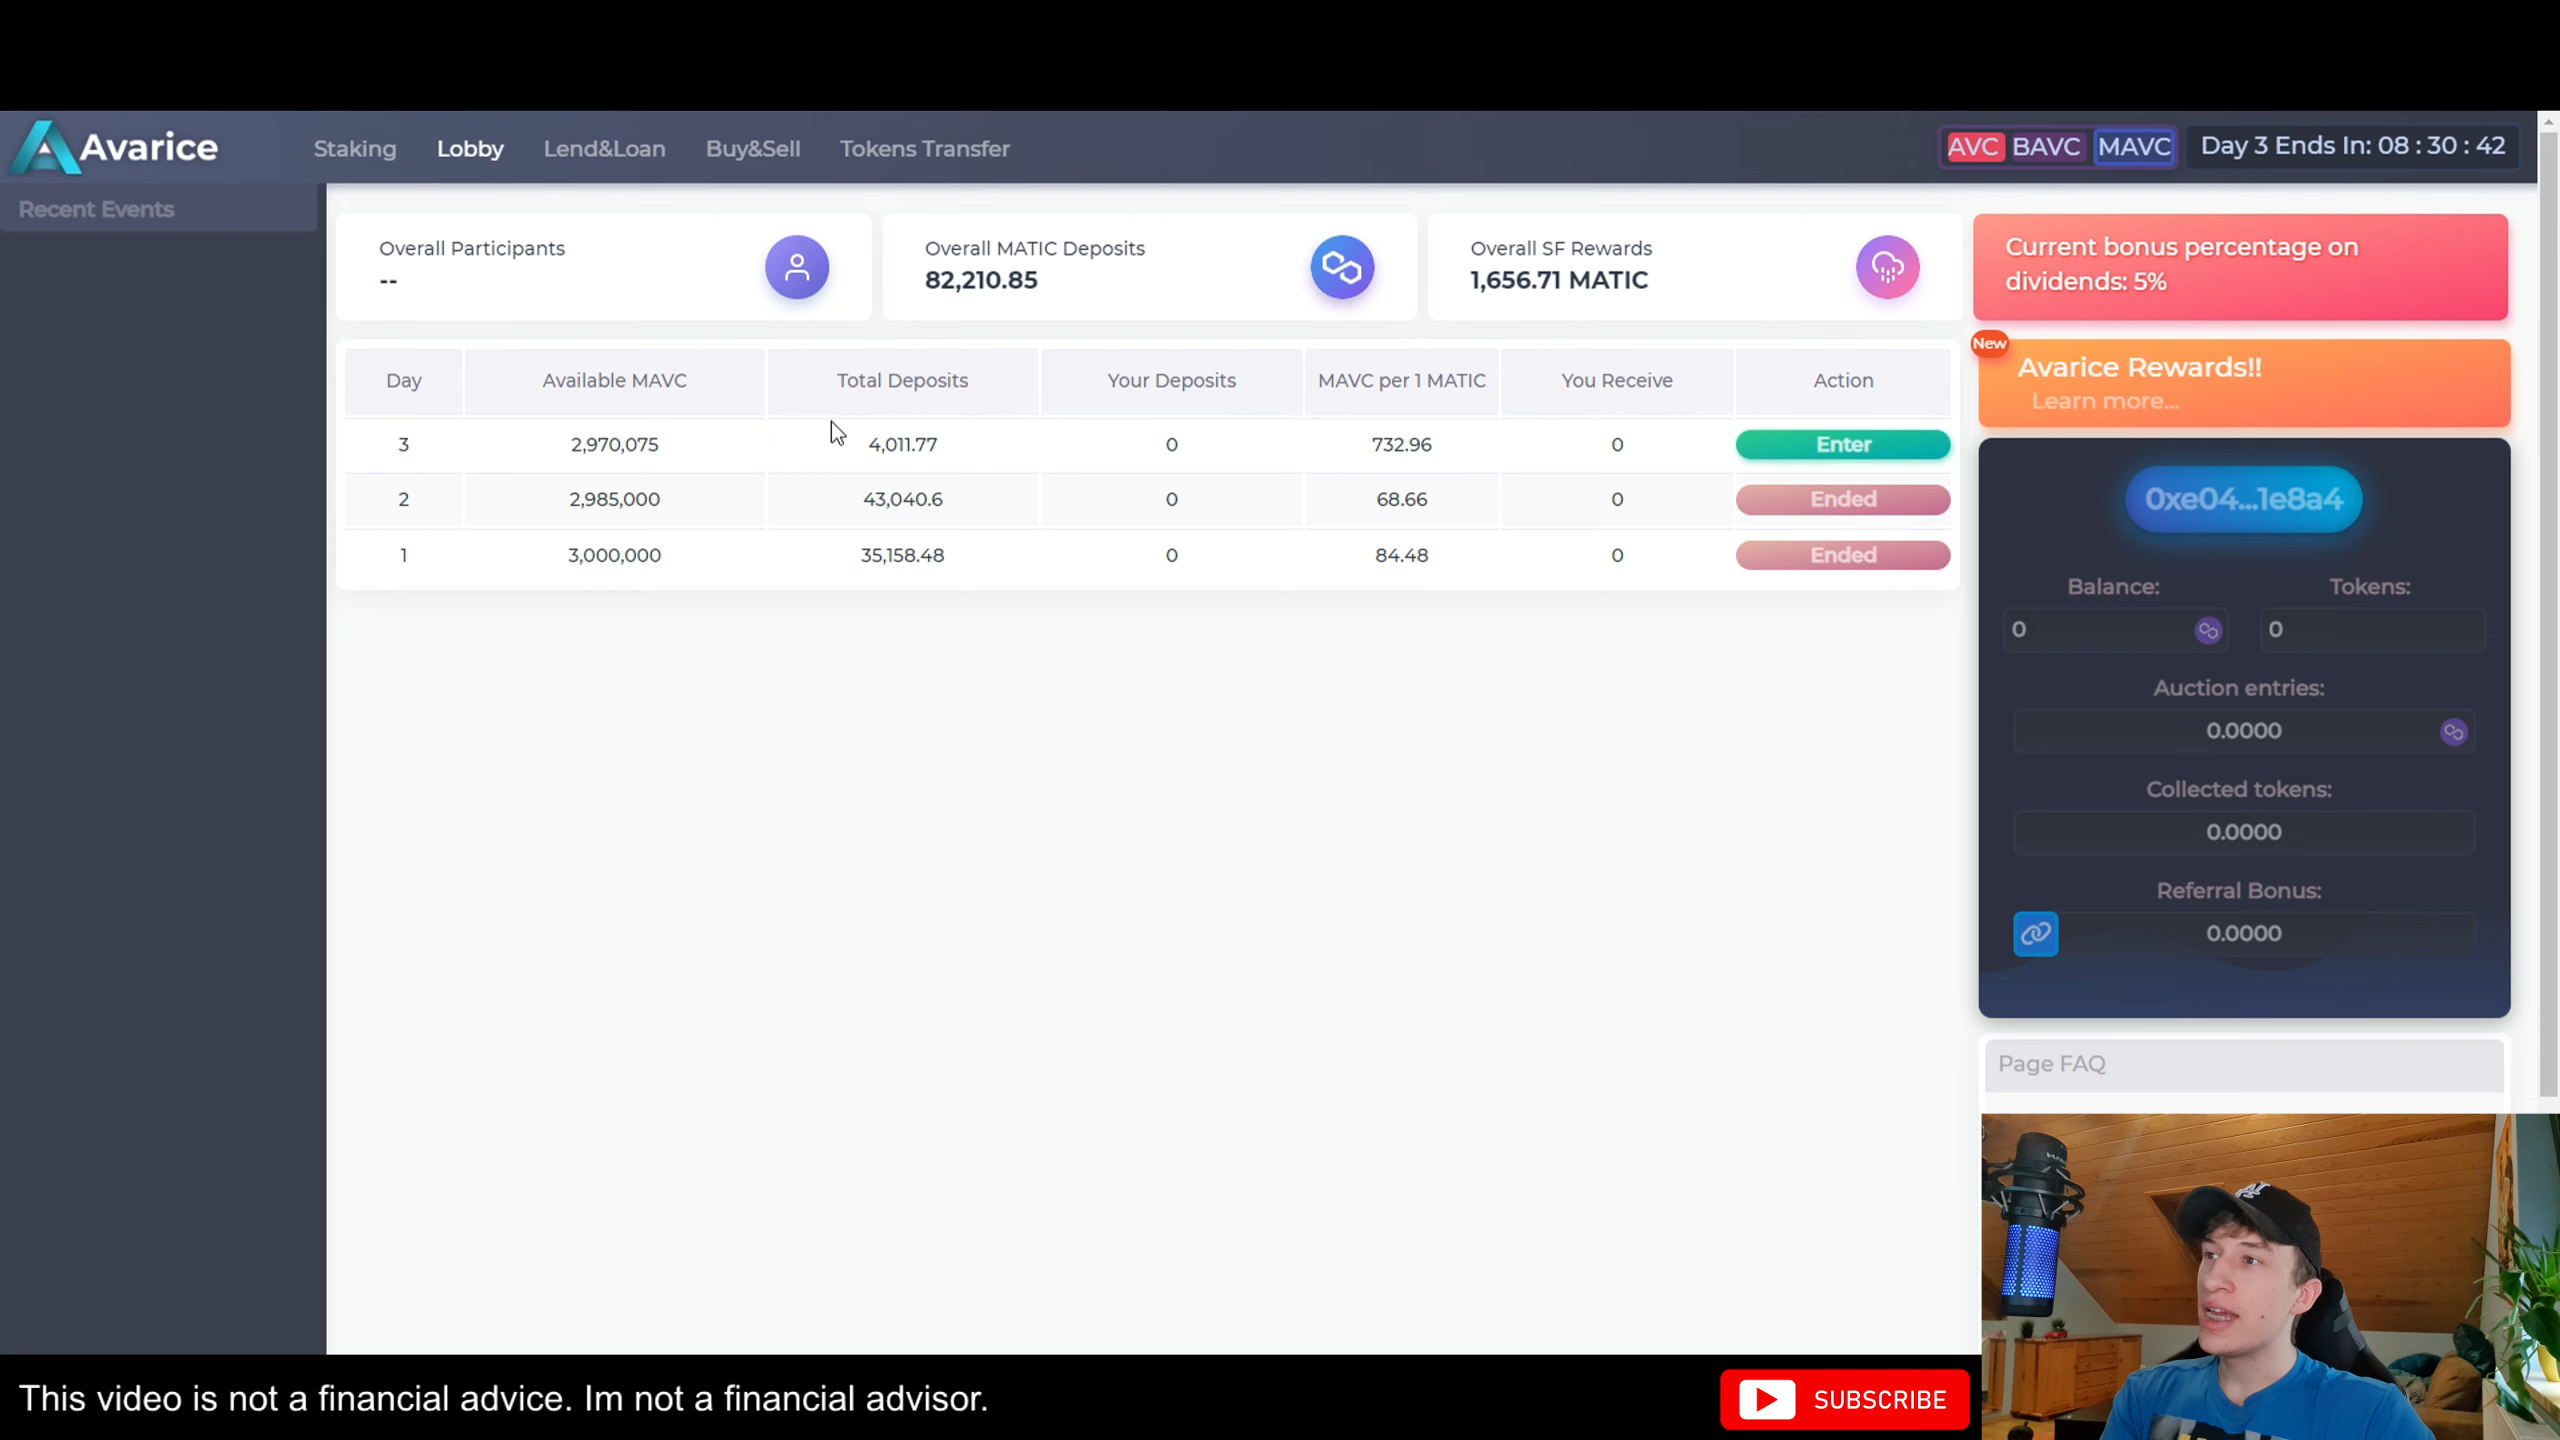 Avarice
Staking Lobby Lend&Loan Buy&Sell Tokens Transfer
AVC BAVC MAVC
Day 3 Ends In: 08 : 30 : 42
Recent Events
Overall Participants
--
Overall MATIC Deposits
82,210.85
Overall SF Rewards
1,656.71 MATIC
Current bonus percentage on
dividends: 5%
Day Available MAVC Total Deposits Your Deposits MAVC per 1 MATIC You Receive Action
3 2,970,075 4,011.77 0 732.96 0 Enter
2 2,985,000 43,040.6 0 68.66 0 Ended
1 3,000,000 35,158.48 0 84.48 0 Ended
New
Avarice Rewards!!
Learn more...
0xe04...1e8a4
Balance: Tokens:
0 0
Auction entries:
0.0000
Collected tokens:
0.0000
Referral Bonus:
0.0000
Page FAQ
This video is not a financial advice. Im not a financial advisor.
SUBSCRIBE